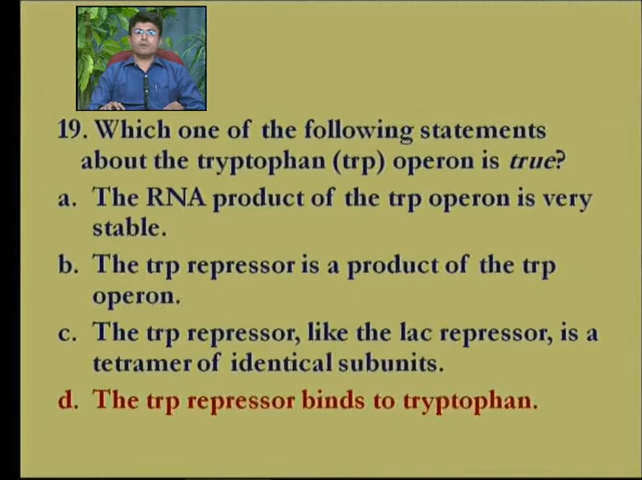 19. Which one of the following statements
about the tryptophan (trp) operon is true?
a. The RNA product of the trp operon is very
stable.
b. The trp repressor is a product of the trp
operon.
c. The trp repressor, like the lac repressor, is a
tetramer of identical subunits.
d. The trp repressor binds to tryptophan.